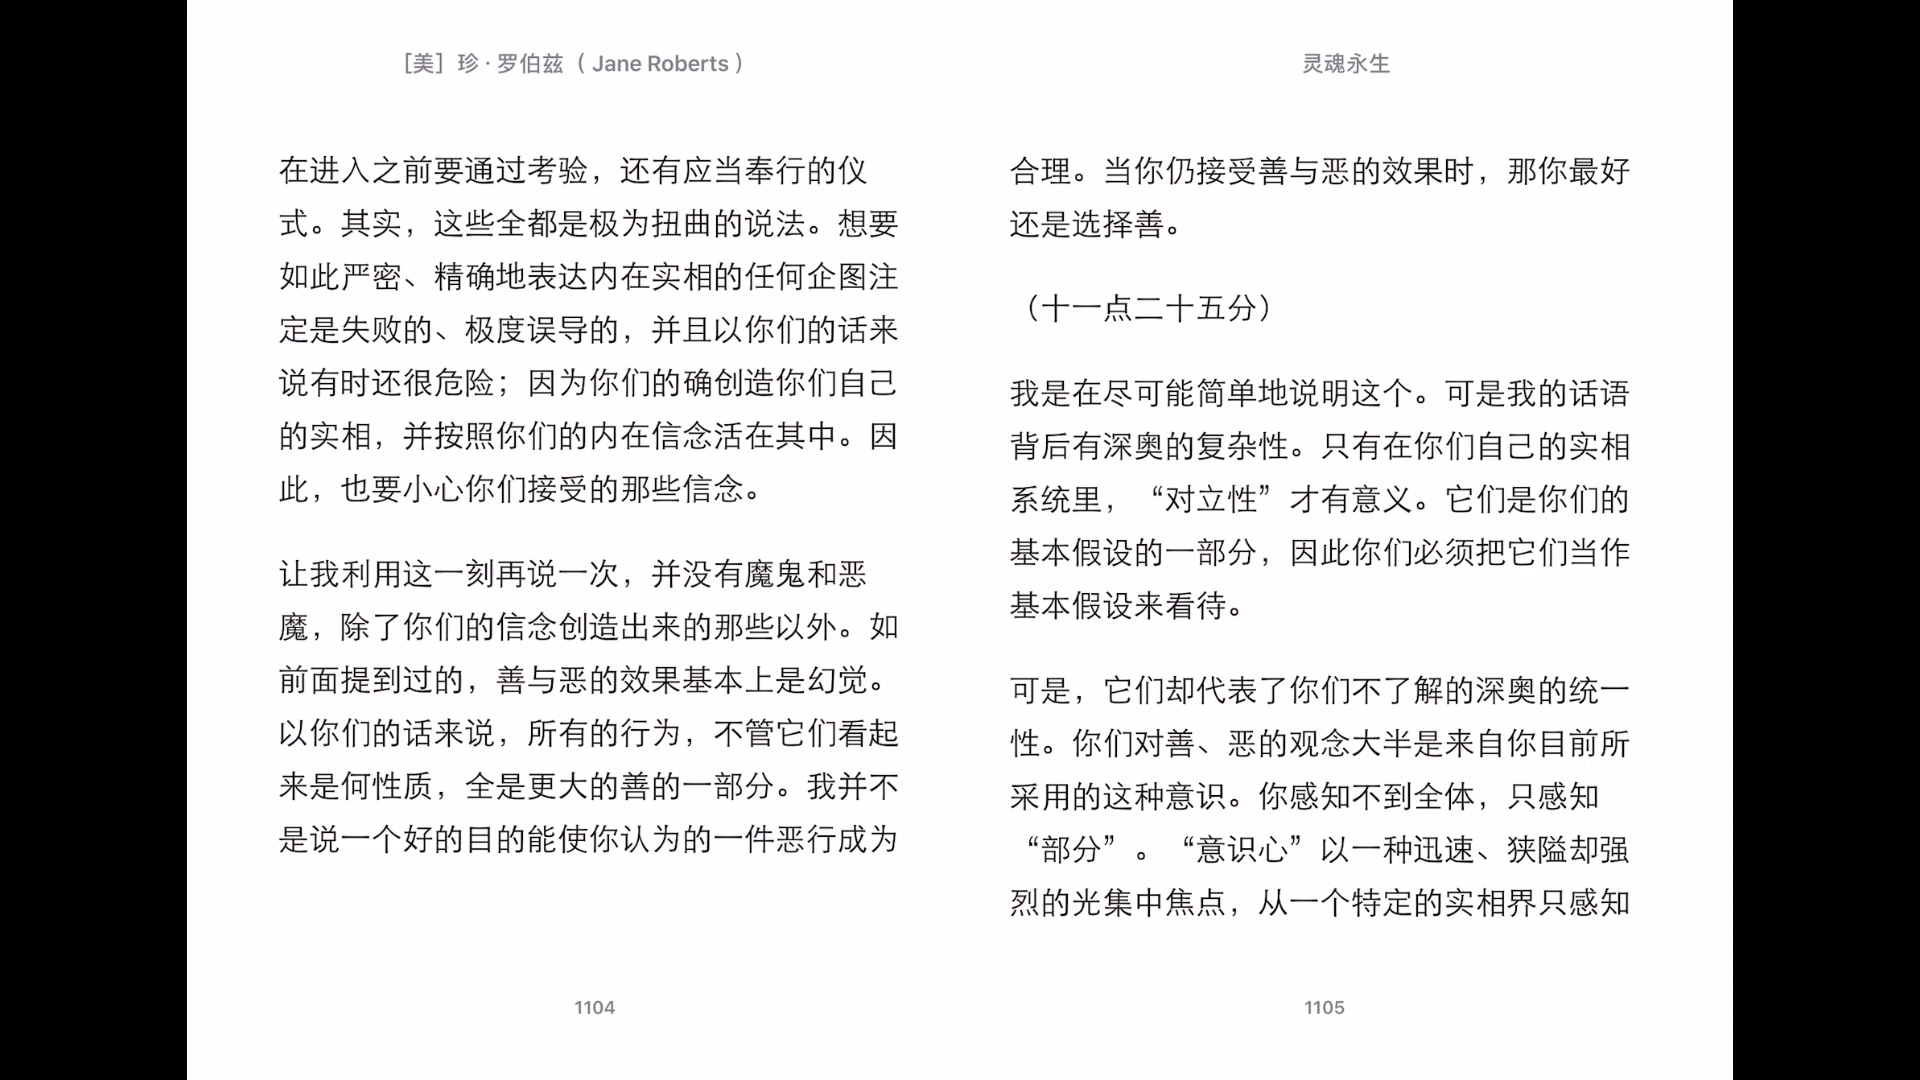 [美] 珍·罗伯兹（Jane Roberts）
在进入之前要通过考验，还有应当奉行的仪
式。其实，这些全都是极为扭曲的说法。想要
如此严密、精确地表达内在实相的任何企图注
定是失败的、极度误导的，并且以你们的话来
说有时还很危险；因为你们的确创造你们自己
的实相，并按照你们的内在信念活在其中。因
此，也要小心你们接受的那些信念。
让我利用这一刻再说一次，并没有魔鬼和恶
魔，除了你们的信念创造出来的那些以外。如
前面提到过的，善与恶的效果基本上是幻觉。
以你们的话来说，所有的行为，不管它们看起
来是何性质，全是更大的善的一部分。我并不
是说一个好的目的能使你认为的一件恶行成为
1104
灵魂永生
合理。当你仍接受善与恶的效果时，那你最好
还是选择善。
（十一点二十五分）
我是在尽可能简单地说明这个。可是我的话语
背后有深奥的复杂性。只有在你们自己的实相
系统里，“对立性”才有意义。它们是你们的
基本假设的一部分，因此你们必须把它们当作
基本假设来看待。
可是，它们却代表了你们不了解的深奥的统一
性。你们对善、恶的观念大半是来自你目前所
采用的这种意识。你感知不到全体，只感知
“部分”。“意识心”以一种迅速、狭隘却强
烈的光集中焦点，从一个特定的实相界只感知
1105